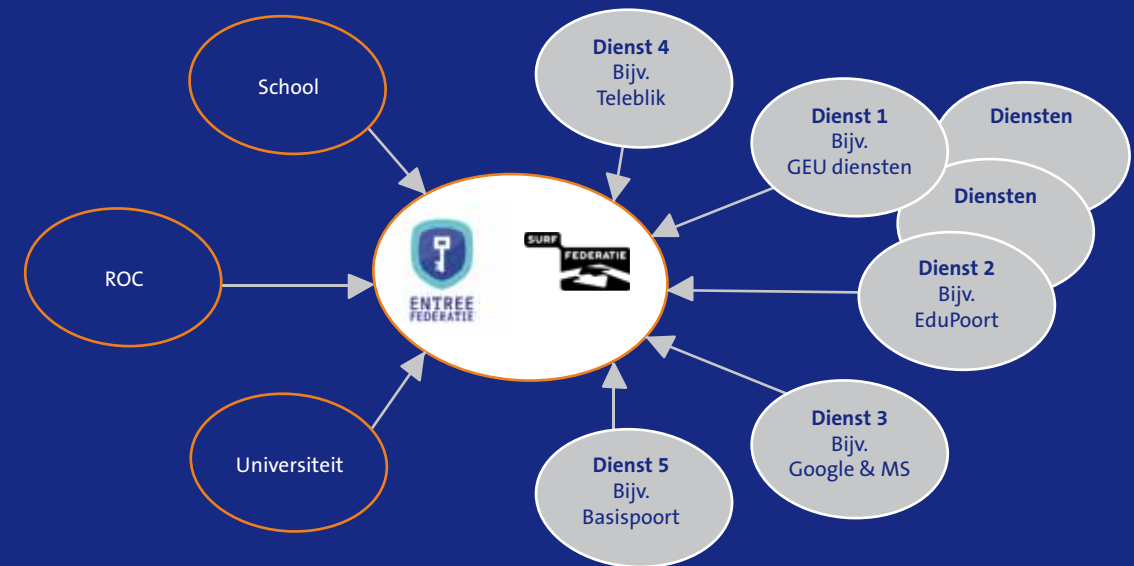 School
ROC
Universiteit
ENTREE
FEDERATIE
SURF
FEDERATIE
Dienst 4
Bijv.
Teleblik
Dienst 1
Bijv.
GEU diensten
Diensten
Diensten
Dienst 2
Bijv.
EduPoort
Dienst 3
Bijv.
Google & MS
Dienst 5
Bijv.
Basispoort